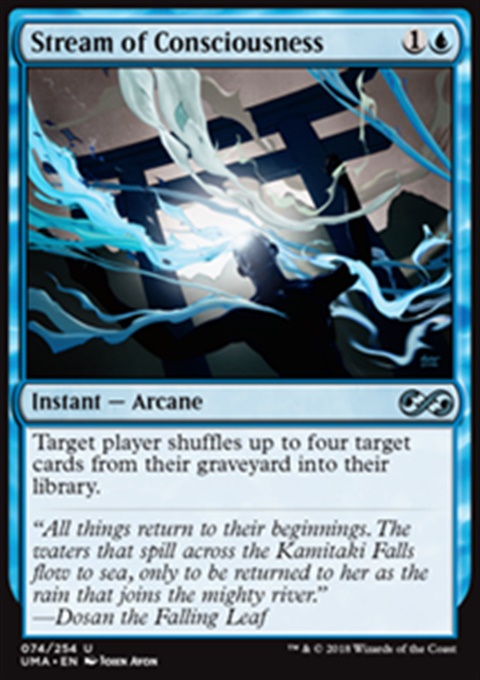 Stream of Consciousness 1
Instant — Arcane
Target player shuffles up to four target
cards from their graveyard into their
library.
“All things return to their beginnings. The
waters that spill across the Kamitaki Falls
flow to sea, only to be returned to her as the
rain that joins the mighty river.”
—Dosan the Falling Leaf
074/254 U
™ & © 2018 Wizards of the Coast
UMA • EN John Avon